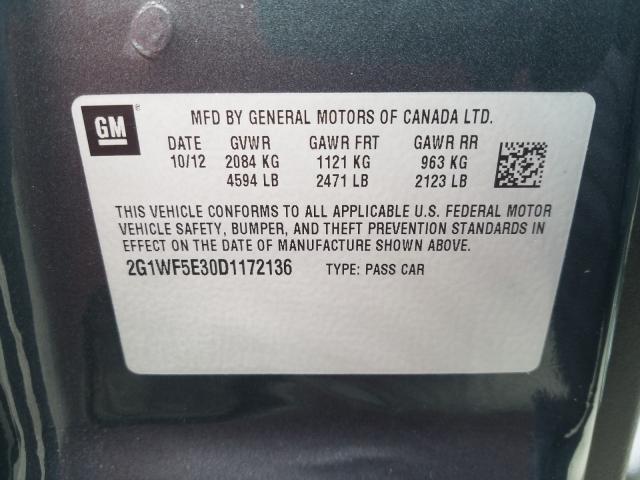 GM ®
MFD BY GENERAL MOTORS OF CANADA LTD.
DATE GVWR GAWR FRT GAWR RR
10/12 2084 KG 1121 KG 963 KG
4594 LB 2471 LB 2123 LB
THIS VEHICLE CONFORMS TO ALL APPLICABLE U.S. FEDERAL MOTOR
VEHICLE SAFETY, BUMPER, AND THEFT PREVENTION STANDARDS IN
EFFECT ON THE DATE OF MANUFACTURE SHOWN ABOVE.
2G1WF5E30D1172136 TYPE: PASS CAR